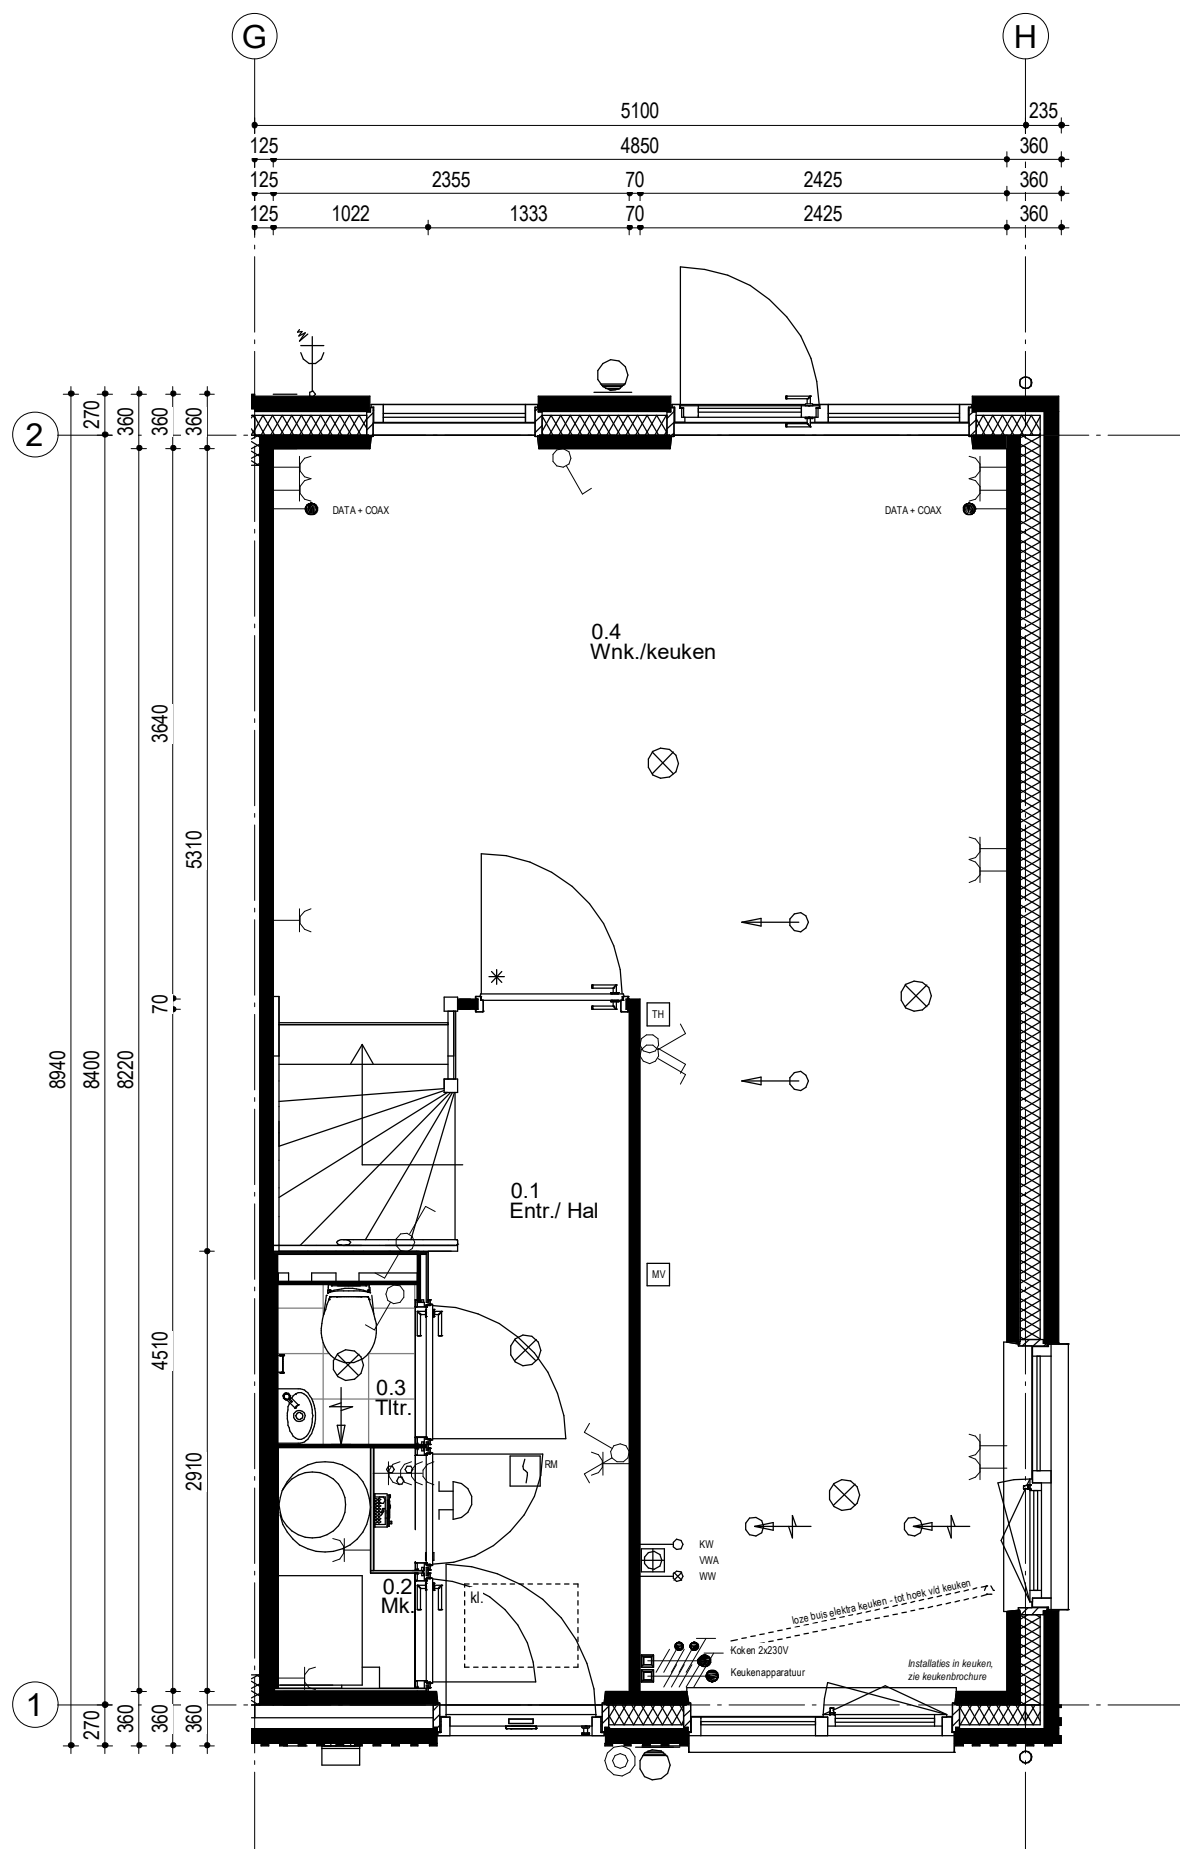 G
H
5100
235
125
4850
360
125
2355
70
2425
360
125
1022
1333
70
2425
360
2
270
360
360
360
DATA + COAX
DATA + COAX
0.4
Wnk./keuken
3640
5310
70
TH
8940
8400
8220
0.1
Entr./ Hal
MV
4510
0.3
Tltr.
2910
RM
KW
VWA
WW
0.2
Mk.
kl.
loze buis elektra keuken - tot hoek v/d keuken
Koken 2x230V
Keukenapparatuur
Installaties in keuken,
zie keukenbrochure
1
270
360
360
360